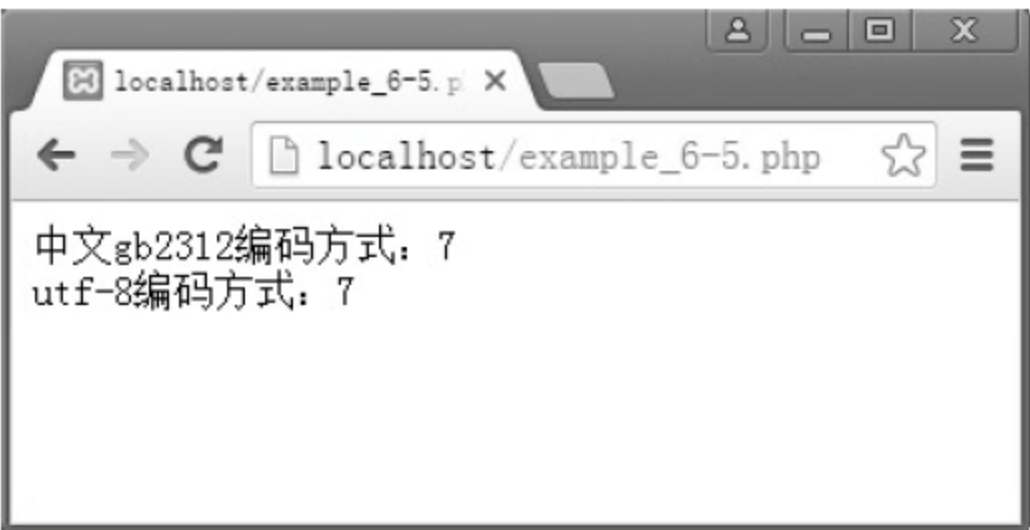 localhost/example_6-5.p
localhost/example_6-5.php
中文gb2312编码方式：7
utf-8编码方式：7